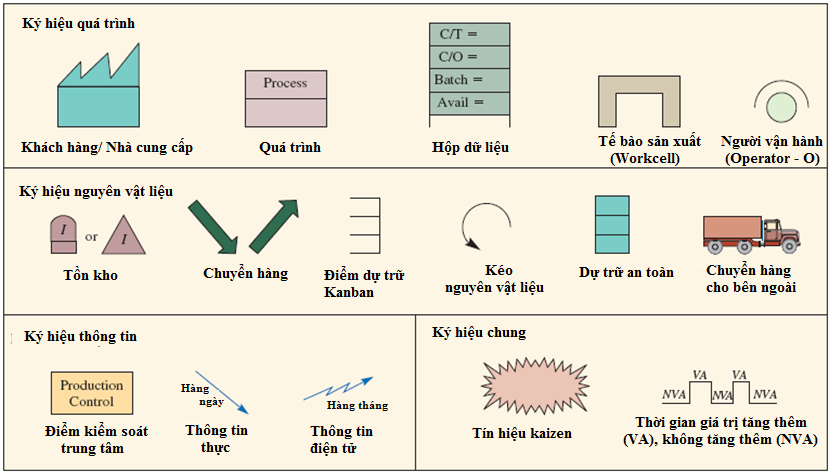 Ký hiệu quá trình
C/T =
C/O =
Batch =
Avail =
Process
Khách hàng/ Nhà cung cấp
Quá trình
Hộp dữ liệu
Tế bào sản xuất
(Workcell)
Người vận hành
(Operator - O)
Ký hiệu nguyên vật liệu
I or I
Tồn kho
Chuyển hàng
Điểm dự trữ
Kanban
Kéo
nguyên vật liệu
Dự trữ an toàn
Chuyển hàng
cho bên ngoài
Ký hiệu thông tin
Production
Control
Hàng
ngày
Hàng tháng
Điểm kiểm soát
trung tâm
Thông tin
thực
Thông tin
điện tử
Ký hiệu chung
Tín hiệu kaizen
VA VA
NVA NVA NVA
Thời gian giá trị tăng thêm
(VA), không tăng thêm (NVA)